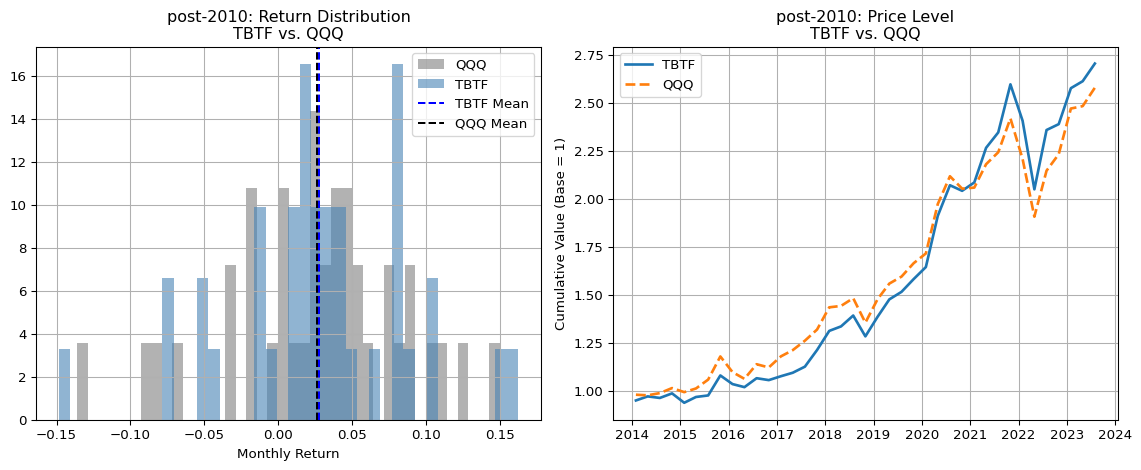 post-2010: Return Distribution
TBTF vs. QQQ
QQQ
TBTF
TBTF Mean
QQQ Mean
16
14
12
10
8
6
4
2
0
−0.15
−0.10
−0.05
0.00
0.05
0.10
0.15
Monthly Return
post-2010: Price Level
TBTF vs. QQQ
TBTF
QQQ
Cumulative Value (Base = 1)
2.75
2.50
2.25
2.00
1.75
1.50
1.25
1.00
2014
2015
2016
2017
2018
2019
2020
2021
2022
2023
2024